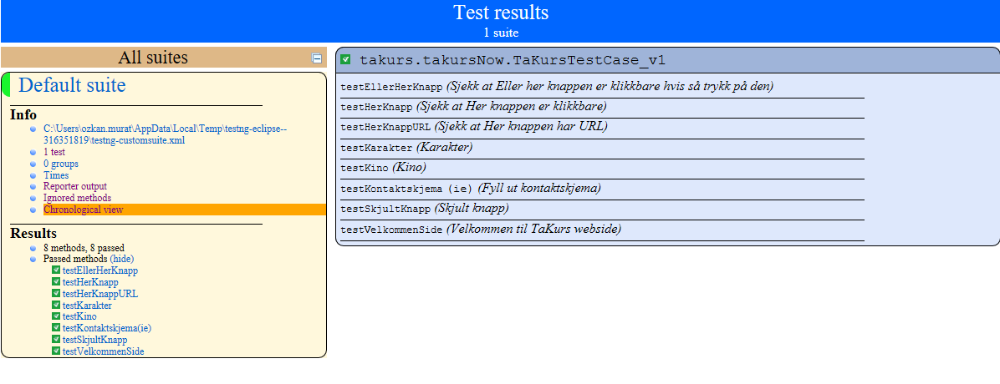 Test results
1 suite
All suites
Default suite
Info
C:\Users\ozkan.murat\AppData\Local\Temp\testng-eclipse--
316351819\testng-customsuite.xml
1 test
0 groups
Times
Reporter output
Ignored methods
Chronological view
Results
8 methods, 8 passed
Passed methods (hide)
testEllerHerKnapp
testHerKnapp
testHerKnappURL
testKarakter
testKino
testKontaktskjema(ie)
testSkjultKnapp
testVelkommenSide
takurs.takursNow.TaKursTestCase_v1
testEllerHerKnapp (Sjekk at Eller her knappen er klikkbare hvis så trykk på den)
testHerKnapp (Sjekk at Her knappen er klikkbare)
testHerKnappURL (Sjekk at Her knappen har URL)
testKarakter (Karakter)
testKino (Kino)
testKontaktskjema (ie) (Fyll ut kontaktskjema)
testSkjultKnapp (Skjult knapp)
testVelkommenSide (Velkommen til TaKurs webside)